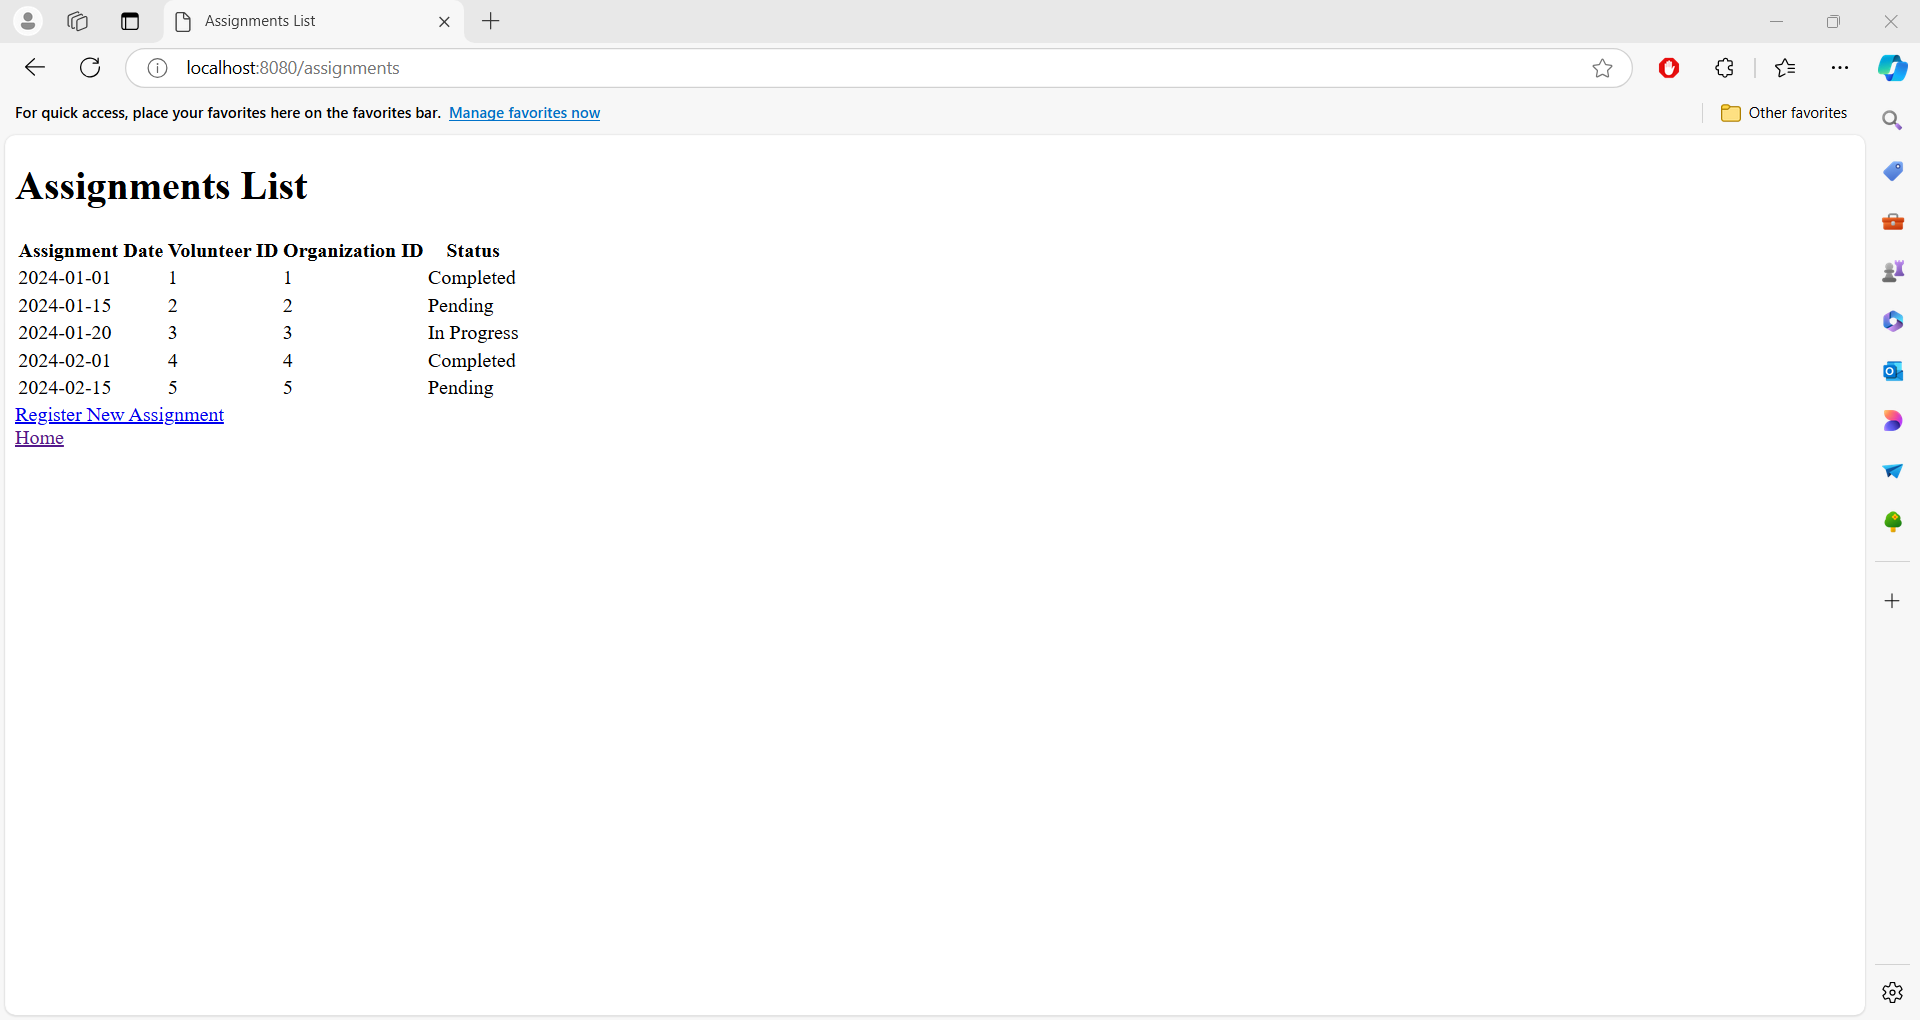 Assignments List
localhost:8080/assignments
For quick access, place your favorites here on the favorites bar. Manage favorites now
Other favorites
Assignments List
Assignment Date Volunteer ID Organization ID Status
2024-01-01 1 1 Completed
2024-01-15 2 2 Pending
2024-01-20 3 3 In Progress
2024-02-01 4 4 Completed
2024-02-15 5 5 Pending
Register New Assignment
Home